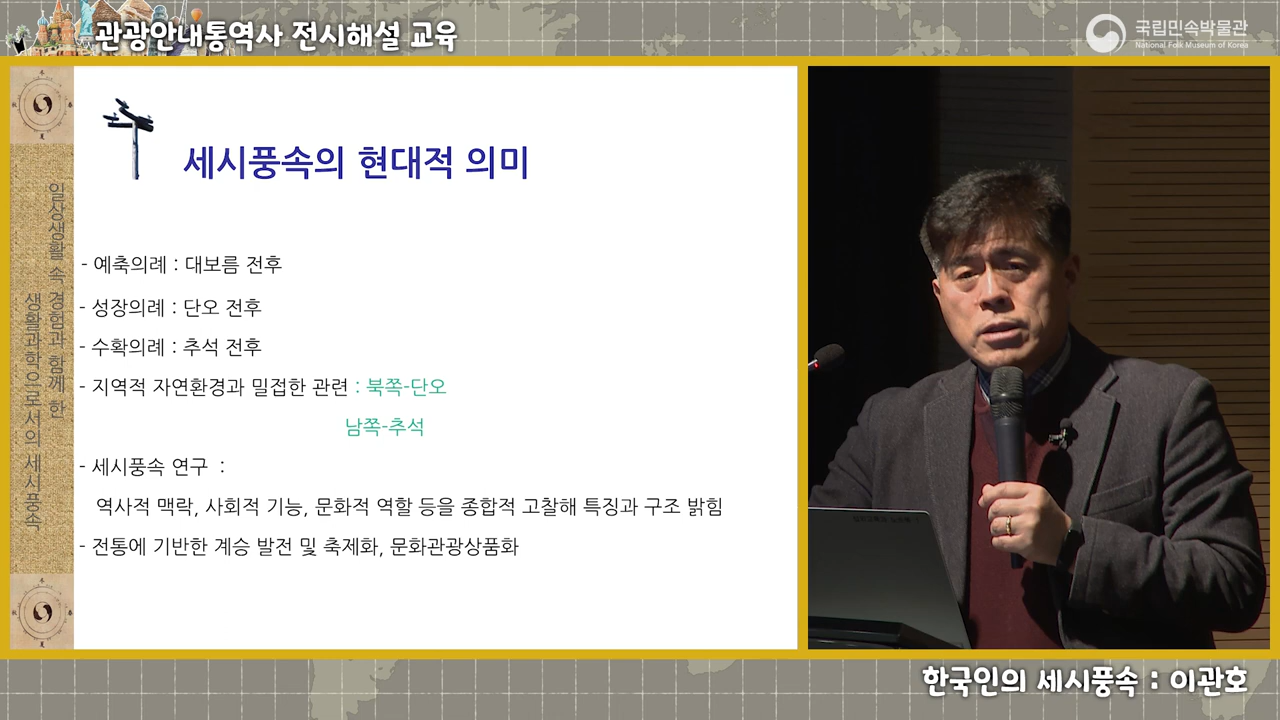 관광안내통역사 전시해설 교육
국립민속박물관
National Folk Museum of Korea
일상생활 속 경험과 함께 한
생활과학으로서의 세시풍속
세시풍속의 현대적 의미
- 예축의례 : 대보름 전후
- 성장의례 : 단오 전후
- 수확의례 : 추석 전후
- 지역적 자연환경과 밀접한 관련 : 북쪽-단오
남쪽-추석
- 세시풍속 연구 :
역사적 맥락, 사회적 기능, 문화적 역할 등을 종합적 고찰해 특징과 구조 밝힘
- 전통에 기반한 계승 발전 및 축제화, 문화관광상품화
한국인의 세시풍속 : 이관호